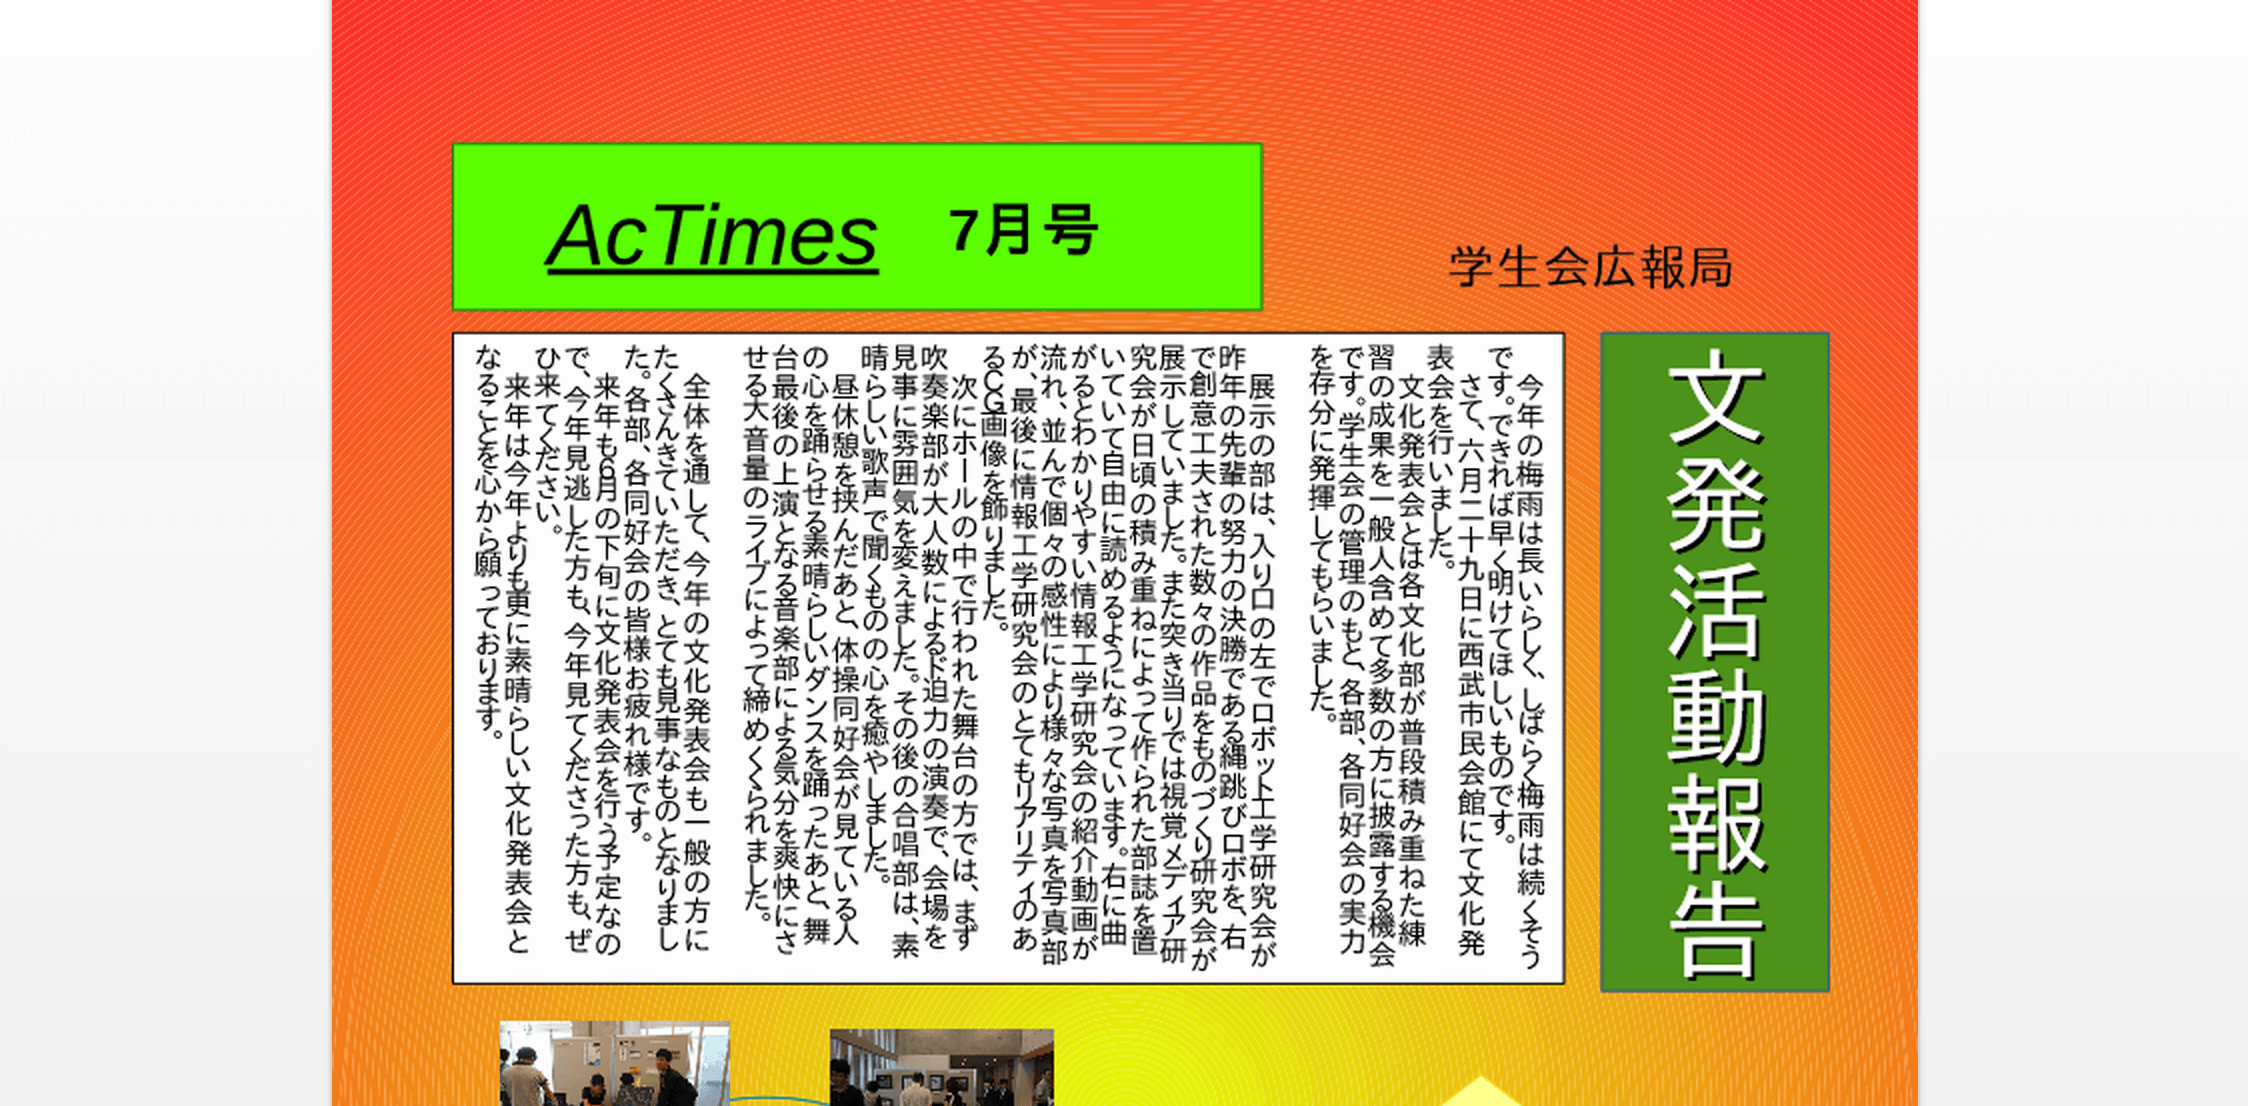 AcTimes 7月号
学生会広報局
文発活動報告
今年の梅雨は長いらしく、しばらく梅雨は続くそう
です。できれば早く明けてほしいものです。
さて、六月二十九日に西武市民会館にて文化発
表会を行いました。
文化発表会とは各文化部が普段積み重ねた練
習の成果を一般人含めて多数の方に披露する機会
です。学生会の管理のもと、各部、各同好会の実力
を存分に発揮してもらいました。
展示の部は、入り口の左でロボット工学研究会が
昨年の先輩の努力の決勝である縄跳びロボを、右
で創意工夫された数々の作品をものづくり研究会が
展示していました。また突き当りでは視覚メディア研
究会が日頃の積み重ねによって作られた部誌を置
いていて自由に読めるようになっています。右に曲
がるとわかりやすい情報工学研究会の紹介動画が
流れ、並んで個々の感性により様々な写真を写真部
が、最後に情報工学研究会のとてもリアリティのあ
るCG画像を飾りました。
次にホールの中で行われた舞台の方では、まず
吹奏楽部が大人数によるド迫力の演奏で、会場を
見事に雰囲気を変えました。その後の合唱部は、素
晴らしい歌声で聞くものの心を癒やしました。
昼休憩を挟んだあと、体操同好会が見ている人
の心を踊らせる素晴らしいダンスを踊ったあと、舞
台最後の上演となる音楽部による気分を爽快にさ
せる大音量のライブによって締めくくられました。
全体を通して、今年の文化発表会も一般の方に
たくさんきていただき、とても見事なものとなりまし
た。各部、各同好会の皆様お疲れ様です。
来年も6月の下旬に文化発表会を行う予定なの
で、今年見逃した方も、今年見てくださった方も、ぜ
ひ来てください。
来年は今年よりも更に素晴らしい文化発表会と
なることを心から願っております。